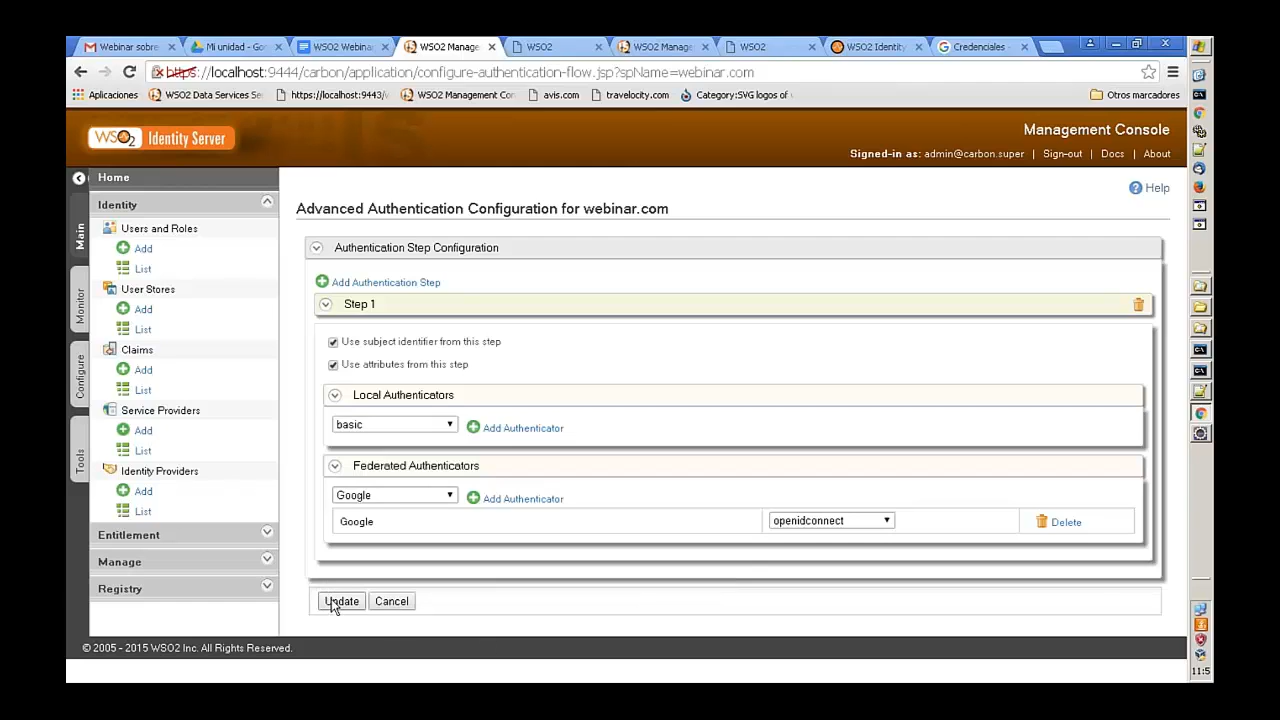 Webinar sobre
Mi unidad - Goo
WSO2 Webina
WSO2 Manage
WSO2
WSO2 Manage
WSO2
WSO2 Identity
Credenciales -
https://localhost:9444/carbon/application/configure-authentication-flow.jsp?spName=webinar.com
Aplicaciones
WSO2 Data Services Se
https://localhost:9443/
WSO2 Management Co
avis.com
travelocity.com
Category:SVG logos of
Otros marcadores
WSO2 Identity Server
Management Console
Signed-in as: admin@carbon.super | Sign-out | Docs | About
Home
Help
Identity
Advanced Authentication Configuration for webinar.com
Main
Monitor
Configure
Tools
Users and Roles
Add
List
User Stores
Add
List
Claims
Add
List
Service Providers
Add
List
Identity Providers
Add
List
Entitlement
Manage
Registry
Authentication Step Configuration
Add Authentication Step
Step 1
Use subject identifier from this step
Use attributes from this step
Local Authenticators
basic
Add Authenticator
Federated Authenticators
Google
Add Authenticator
Google
openidconnect
Delete
Update
Cancel
© 2005 - 2015 WSO2 Inc. All Rights Reserved.
11:5